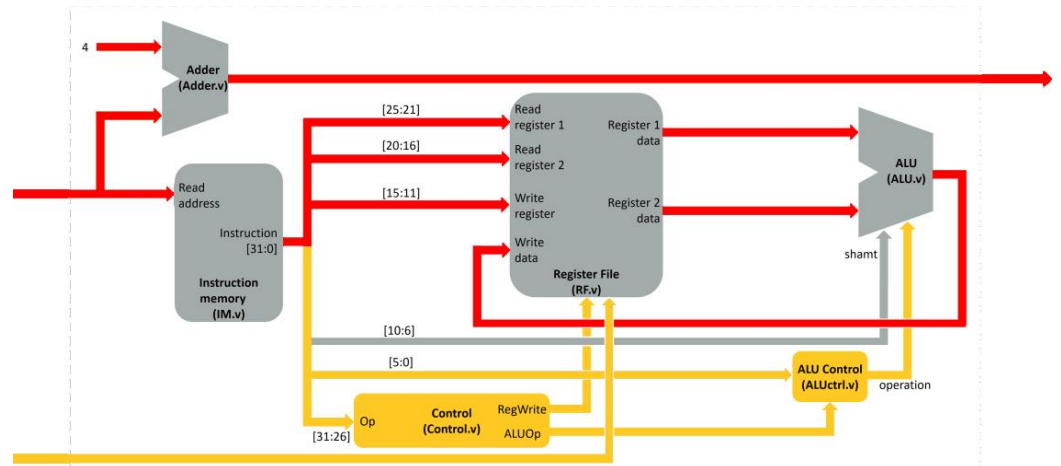 4
Adder
(Adder.v)
[25:21]
Read
register 1
Register 1
data
[20:16]
Read
register 2
ALU
(ALU.v)
Read
address
[15:11]
Write
register
Register 2
data
Instruction
[31:0]
Write
data
shamt
Instruction
memory
(IM.v)
Register File
(RF.v)
[10:6]
[5:0]
ALU Control
(ALUctrl.v)
operation
Op
Control
(Control.v)
RegWrite
ALUOp
[31:26]